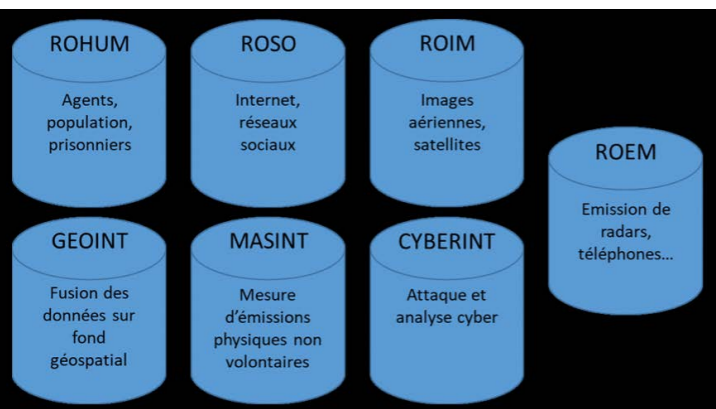 ROHUM
Agents,
population,
prisonniers
ROSO
Internet,
réseaux
sociaux
ROIM
Images
aériennes,
satellites
ROEM
Emission de
radars,
téléphones...
GEOINT
Fusion des
données sur
fond
géospatial
MASINT
Mesure
d'émissions
physiques non
volontaires
CYBERINT
Attaque et
analyse cyber